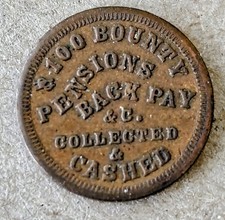 $100 BOUNTY
PENSIONS
BACK PAY
&C.
COLLECTED
&
CASHED